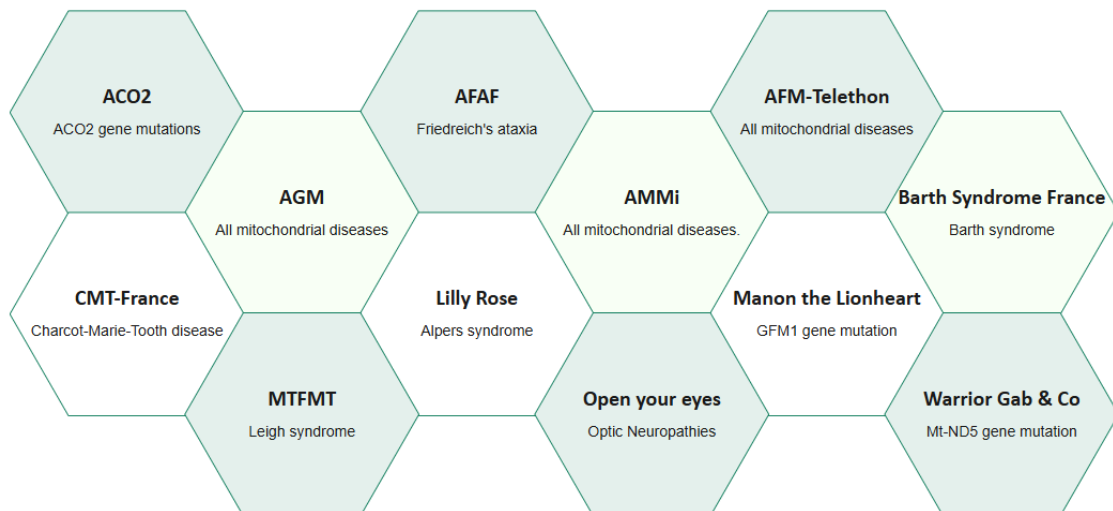 ACO2
ACO2 gene mutations
AFAF
Friedreich's ataxia
AFM-Telethon
All mitochondrial diseases
AGM
All mitochondrial diseases
AMMi
All mitochondrial diseases.
Barth Syndrome France
Barth syndrome
CMT-France
Charcot-Marie-Tooth disease
Lilly Rose
Alpers syndrome
Manon the Lionheart
GFM1 gene mutation
MTFMT
Leigh syndrome
Open your eyes
Optic Neuropathies
Warrior Gab & Co
Mt-ND5 gene mutation